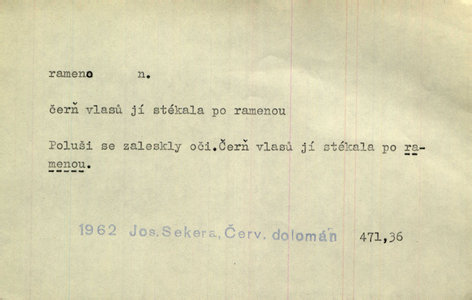 rameno n.
čerň vlasů jí stékala po ramenou
Poluši se zaleskly oči.Čerň vlasů jí stékala po ra-
menou.
1962 Jos. Sekera, Červ. dolomán 471,36